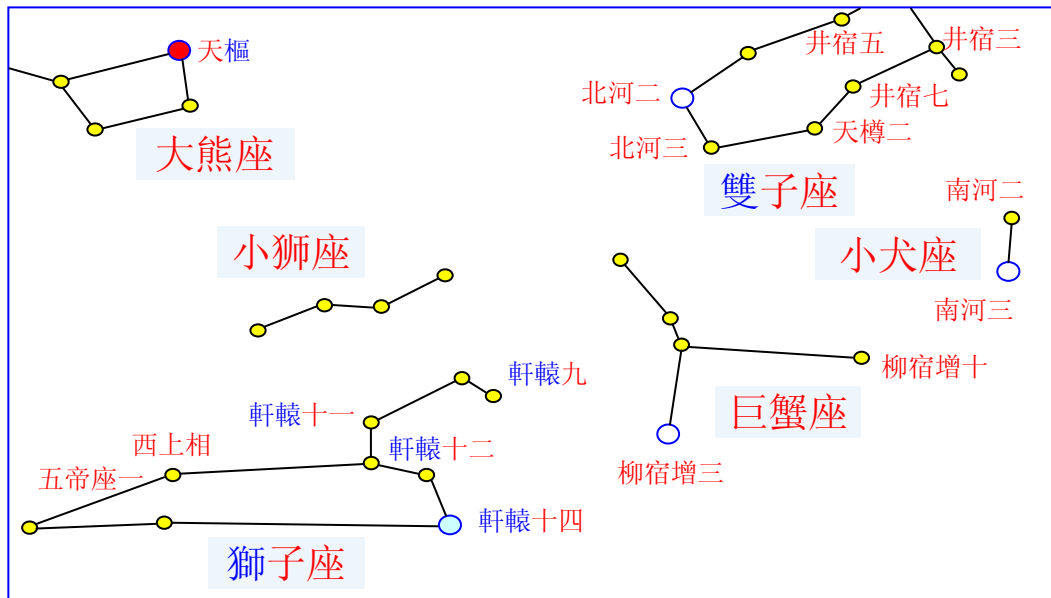 天樞
大熊座
小狮座
軒轅九
軒轅十一
軒轅十二
西上相
五帝座一
軒轅十四
獅子座
井宿五
井宿三
北河二
井宿七
天樽二
北河三
雙子座
南河二
小犬座
南河三
柳宿增十
巨蟹座
柳宿增三